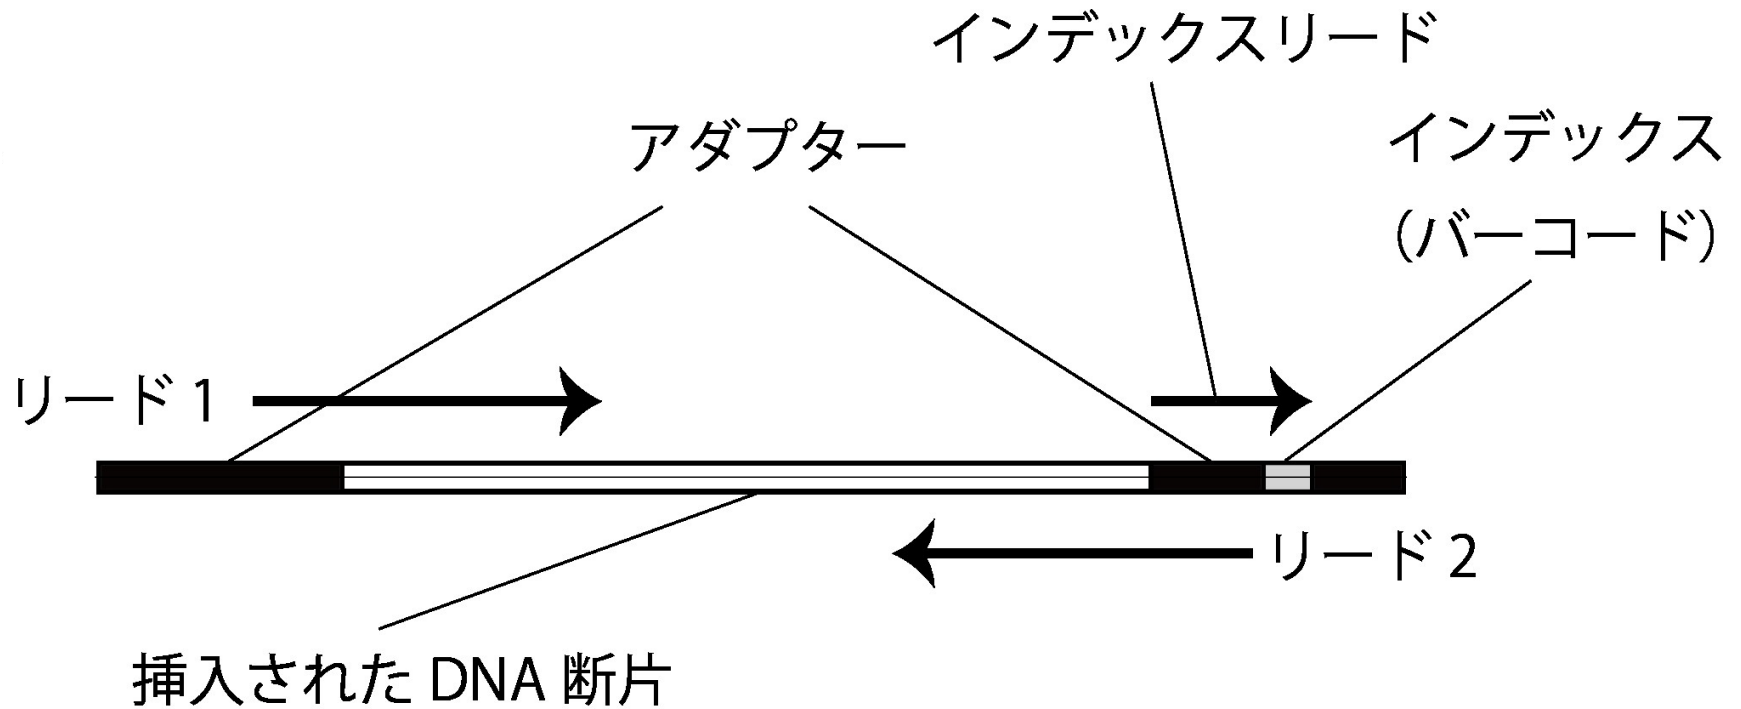 インデックスリード
アダプター
インデックス
（バーコード）
リード 1
リード 2
挿入された DNA 断片